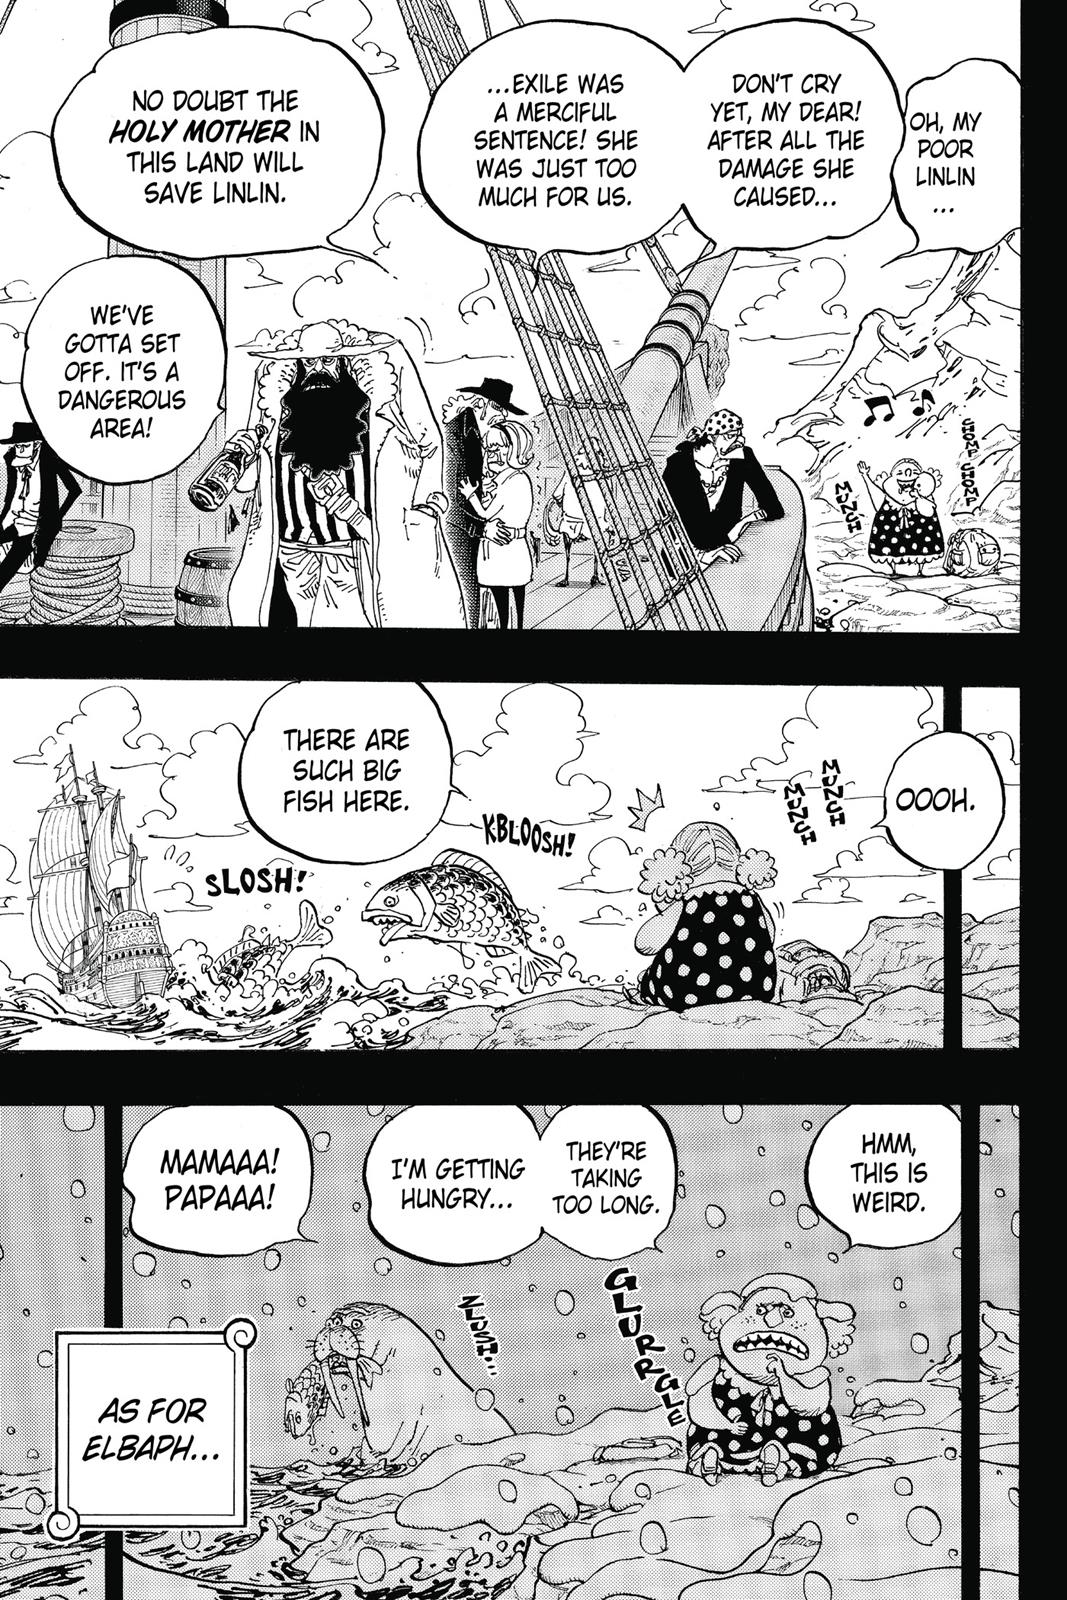 OH, MY
POOR
LINLIN
...
DON'T CRY
YET, MY DEAR!
AFTER ALL THE
DAMAGE SHE
CAUSED...
...EXILE WAS
A MERCIFUL
SENTENCE! SHE
WAS JUST TOO
MUCH FOR US.
NO DOUBT THE
HOLY MOTHER IN
THIS LAND WILL
SAVE LINLIN.
WE'VE
GOTTA SET
OFF. IT'S A
DANGEROUS
AREA!
CHOMP CHOMP
MUNCH
OOOH.
MUNCH
MUNCH
THERE ARE
SUCH BIG
FISH HERE.
KBLOOSH!
SLOSH!
HMM,
THIS IS
WEIRD.
THEY'RE
TAKING
TOO LONG.
I'M GETTING
HUNGRY...
MAMAAA!
PAPAAA!
GLURRGLE
ZLOSH...
AS FOR
ELBAPH...